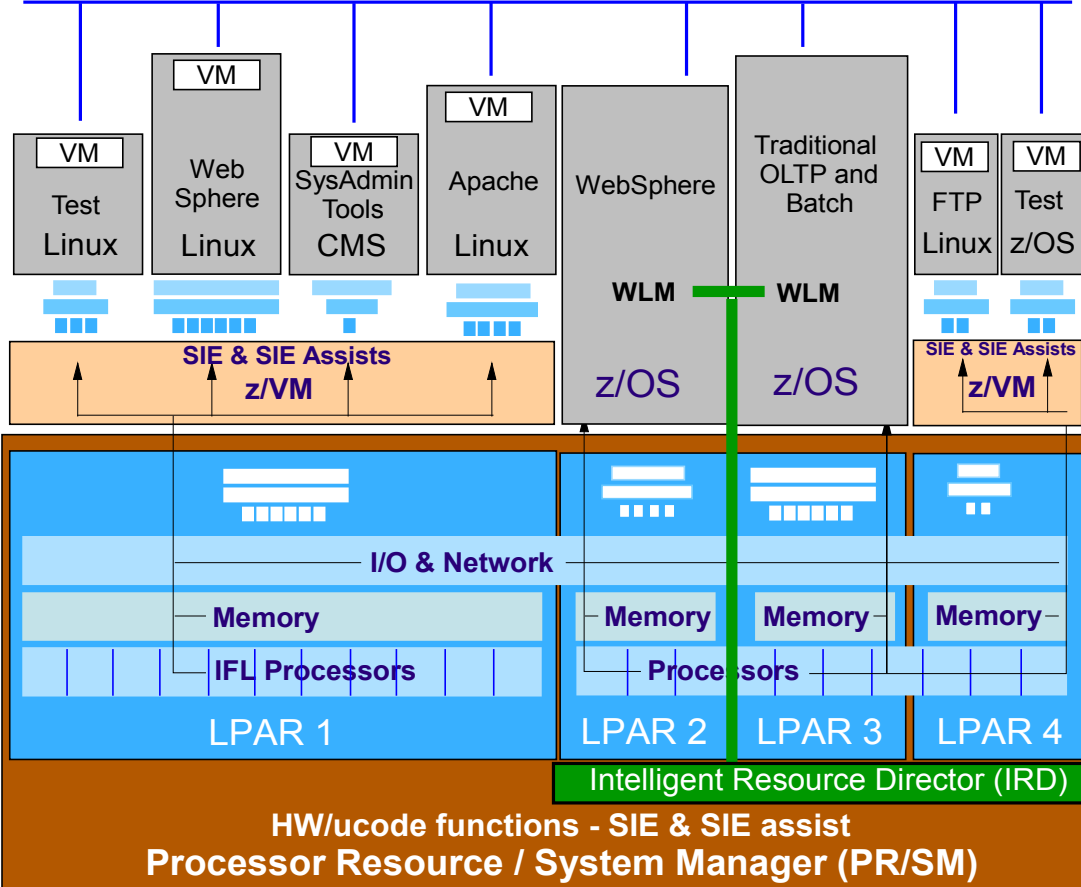 VM
Test
Linux
VM
Web
Sphere
Linux
VM
SysAdmin
Tools
CMS
VM
Apache
Linux
WebSphere
WLM
z/OS
Traditional
OLTP and
Batch
WLM
z/OS
VM
FTP
Linux
VM
Test
z/OS
SIE & SIE Assists
z/VM
SIE & SIE Assists
z/VM
I/O & Network
Memory
Memory
Memory
Memory
IFL Processors
Processors
LPAR 1
LPAR 2
LPAR 3
LPAR 4
Intelligent Resource Director (IRD)
HW/ucode functions - SIE & SIE assist
Processor Resource / System Manager (PR/SM)